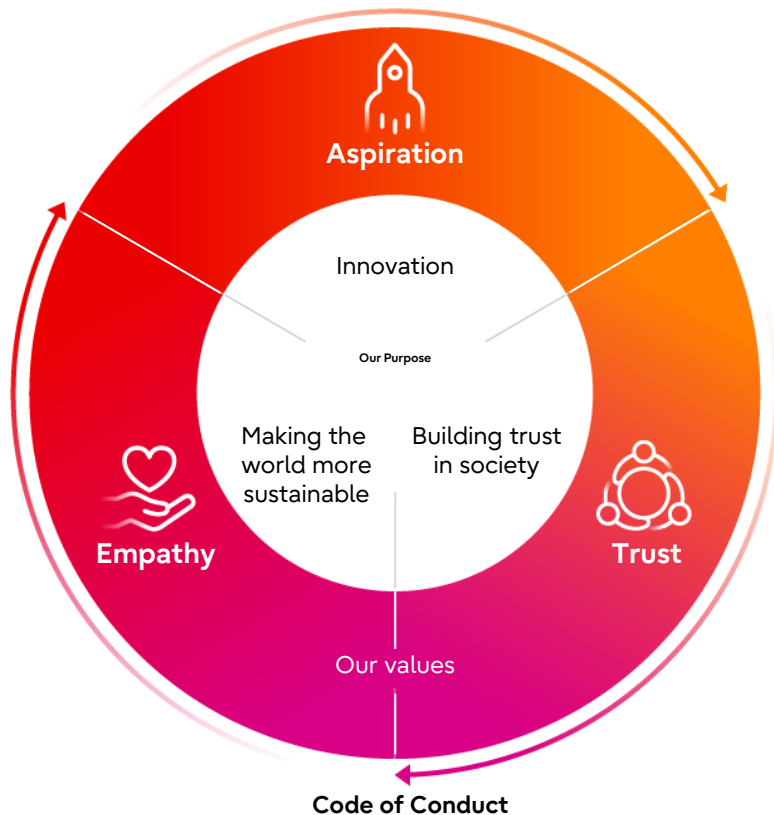 Aspiration
Innovation
Our Purpose
Making the
world more
sustainable
Building trust
in society
Empathy
Trust
Our values
Code of Conduct